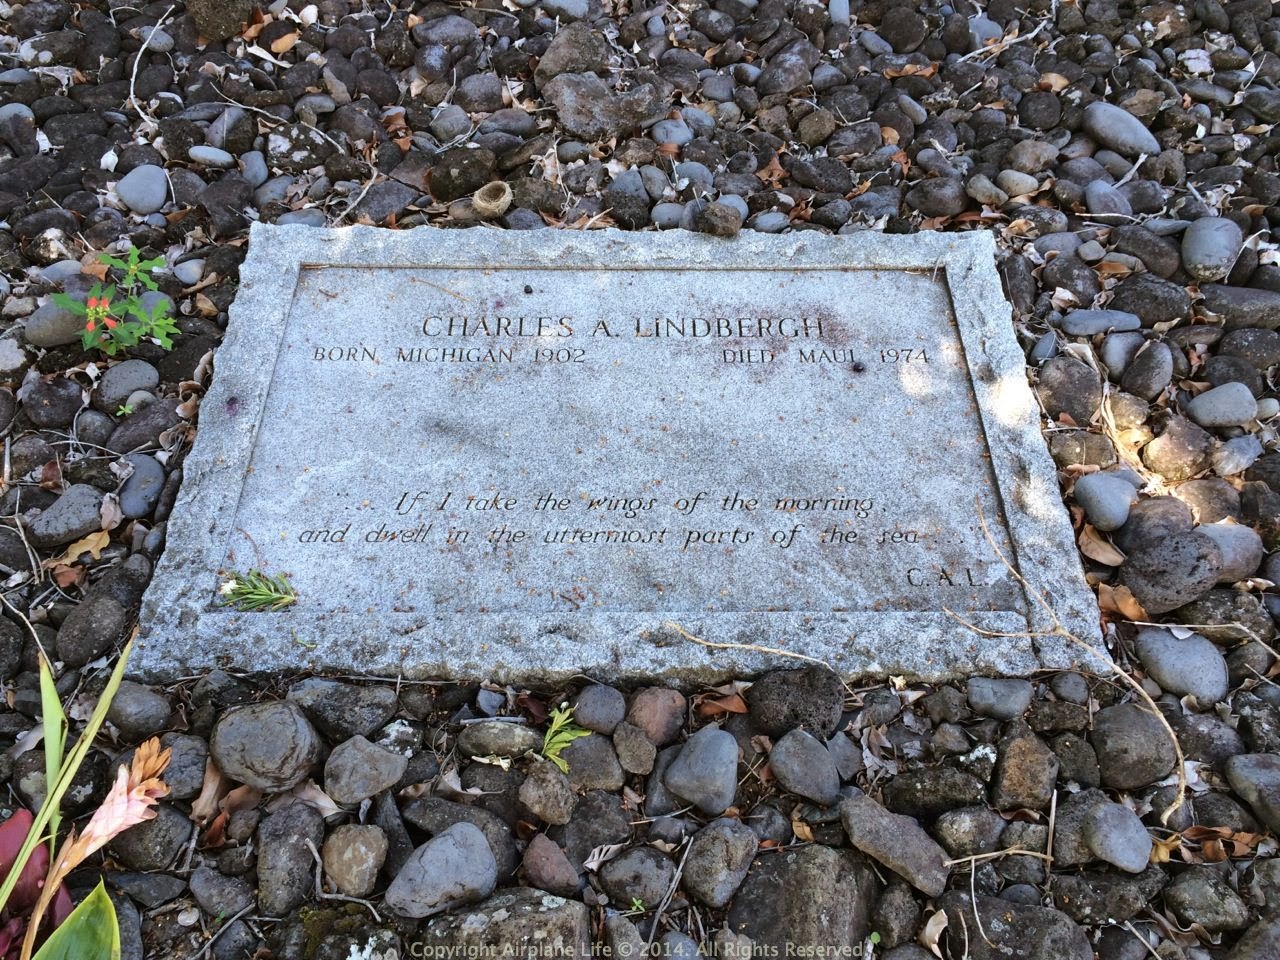 CHARLES A. LINDBERGH
BORN MICHIGAN 1902 DIED MAUI 1974
... If I take the wings of the morning,
and dwell in the uttermost parts of the sea ...
C.A.L.
Copyright Airplane Life © 2014. All Rights Reserved.